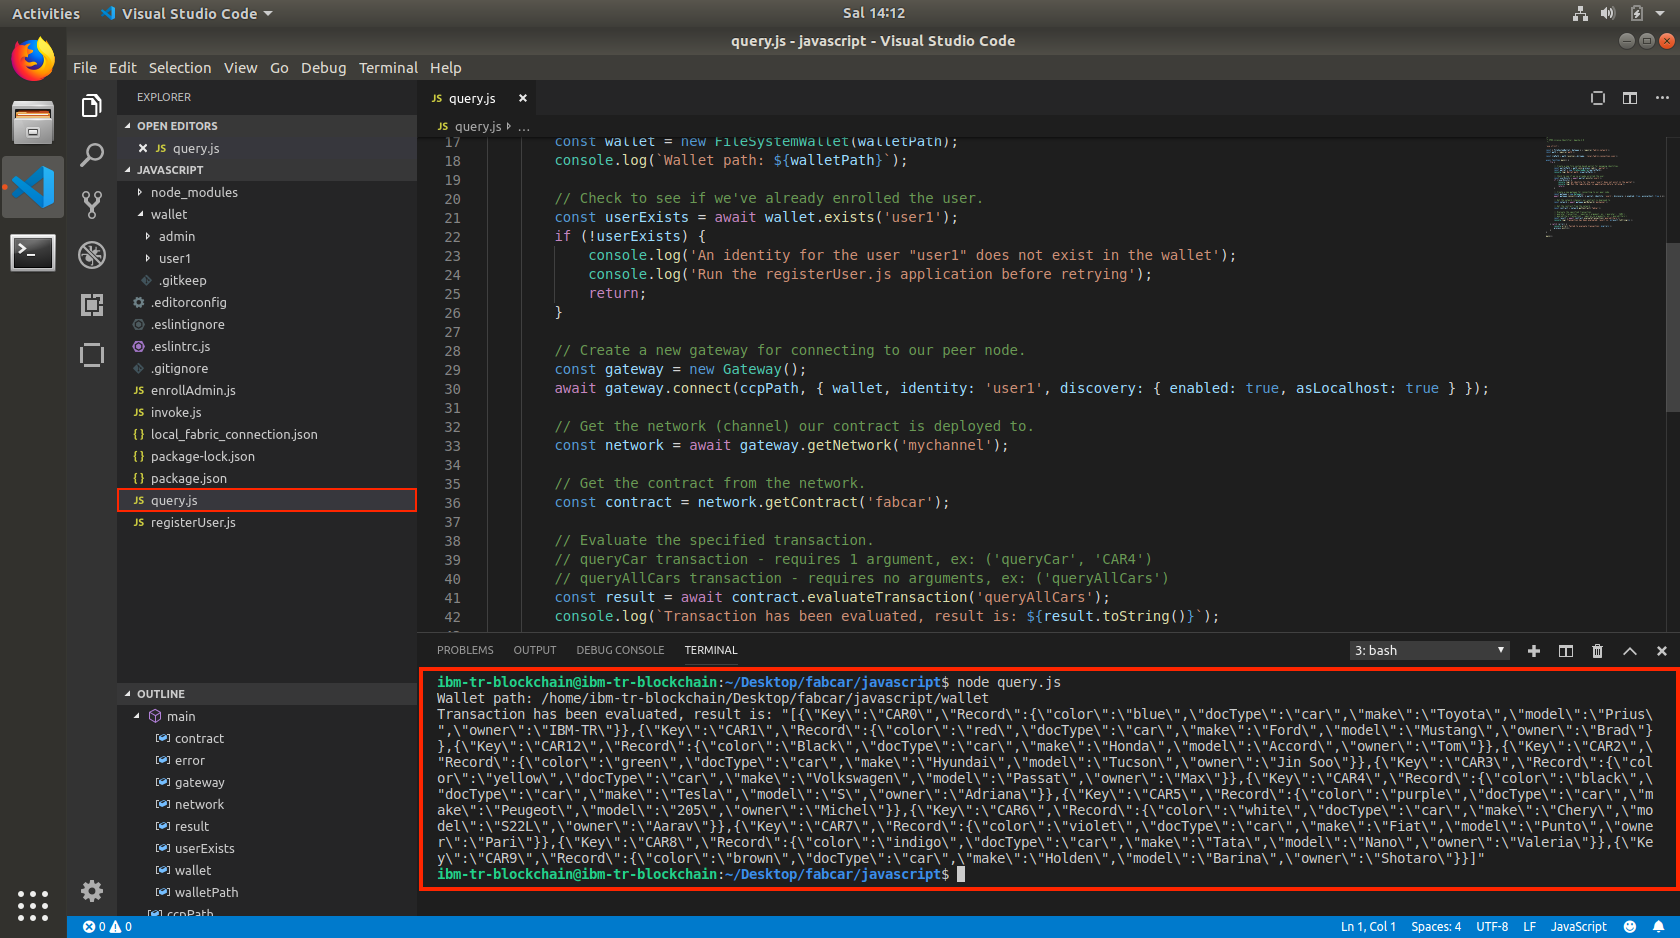 Activities
Visual Studio Code
Sal 14:12
query.js - javascript - Visual Studio Code
File Edit Selection View Go Debug Terminal Help
EXPLORER
OPEN EDITORS
JS query.js
JAVASCRIPT
node_modules
wallet
admin
user1
.gitkeep
.editorconfig
.eslintignore
.eslintrc.js
.gitignore
JS enrollAdmin.js
JS invoke.js
{} local_fabric_connection.json
{} package-lock.json
{} package.json
JS query.js
JS registerUser.js
OUTLINE
main
contract
error
gateway
network
result
userExists
wallet
walletPath
ccpPath
JS query.js
JS query.js ...
17 const wallet = new FileSystemWallet(walletPath);
18 console.log(`Wallet path: ${walletPath}`);
19
20 // Check to see if we've already enrolled the user.
21 const userExists = await wallet.exists('user1');
22 if (!userExists) {
23 console.log('An identity for the user "user1" does not exist in the wallet');
24 console.log('Run the registerUser.js application before retrying');
25 return;
26 }
27
28 // Create a new gateway for connecting to our peer node.
29 const gateway = new Gateway();
30 await gateway.connect(ccpPath, { wallet, identity: 'user1', discovery: { enabled: true, asLocalhost: true } });
31
32 // Get the network (channel) our contract is deployed to.
33 const network = await gateway.getNetwork('mychannel');
34
35 // Get the contract from the network.
36 const contract = network.getContract('fabcar');
37
38 // Evaluate the specified transaction.
39 // queryCar transaction - requires 1 argument, ex: ('queryCar', 'CAR4')
40 // queryAllCars transaction - requires no arguments, ex: ('queryAllCars')
41 const result = await contract.evaluateTransaction('queryAllCars');
42 console.log(`Transaction has been evaluated, result is: ${result.toString()}`);
PROBLEMS OUTPUT DEBUG CONSOLE TERMINAL
3: bash
ibm-tr-blockchain@ibm-tr-blockchain:~/Desktop/fabcar/javascript$ node query.js
Wallet path: /home/ibm-tr-blockchain/Desktop/fabcar/javascript/wallet
Transaction has been evaluated, result is: "[{\"Key\":\"CAR0\",\"Record\":{\"color\":\"blue\",\"docType\":\"car\",\"make\":\"Toyota\",\"model\":\"Prius\
",\"owner\":\"IBM-TR\"}},{\"Key\":\"CAR1\",\"Record\":{\"color\":\"red\",\"docType\":\"car\",\"make\":\"Ford\",\"model\":\"Mustang\",\"owner\":\"Brad\"}
},{\"Key\":\"CAR12\",\"Record\":{\"color\":\"Black\",\"docType\":\"car\",\"make\":\"Honda\",\"model\":\"Accord\",\"owner\":\"Tom\"}},{\"Key\":\"CAR2\",\
"Record\":{\"color\":\"green\",\"docType\":\"car\",\"make\":\"Hyundai\",\"model\":\"Tucson\",\"owner\":\"Jin Soo\"}},{\"Key\":\"CAR3\",\"Record\":{\"col
or\":\"yellow\",\"docType\":\"car\",\"make\":\"Volkswagen\",\"model\":\"Passat\",\"owner\":\"Max\"}},{\"Key\":\"CAR4\",\"Record\":{\"color\":\"black\",\
"docType\":\"car\",\"make\":\"Tesla\",\"model\":\"S\",\"owner\":\"Adriana\"}},{\"Key\":\"CAR5\",\"Record\":{\"color\":\"purple\",\"docType\":\"car\",\"m
ake\":\"Peugeot\",\"model\":\"205\",\"owner\":\"Michel\"}},{\"Key\":\"CAR6\",\"Record\":{\"color\":\"white\",\"docType\":\"car\",\"make\":\"Chery\",\"mo
del\":\"S22L\",\"owner\":\"Aarav\"}},{\"Key\":\"CAR7\",\"Record\":{\"color\":\"violet\",\"docType\":\"car\",\"make\":\"Fiat\",\"model\":\"Punto\",\"owne
r\":\"Pari\"}},{\"Key\":\"CAR8\",\"Record\":{\"color\":\"indigo\",\"docType\":\"car\",\"make\":\"Tata\",\"model\":\"Nano\",\"owner\":\"Valeria\"}},{\"Ke
y\":\"CAR9\",\"Record\":{\"color\":\"brown\",\"docType\":\"car\",\"make\":\"Holden\",\"model\":\"Barina\",\"owner\":\"Shotaro\"}}]"
ibm-tr-blockchain@ibm-tr-blockchain:~/Desktop/fabcar/javascript$
0 0
Ln 1, Col 1 Spaces: 4 UTF-8 LF JavaScript